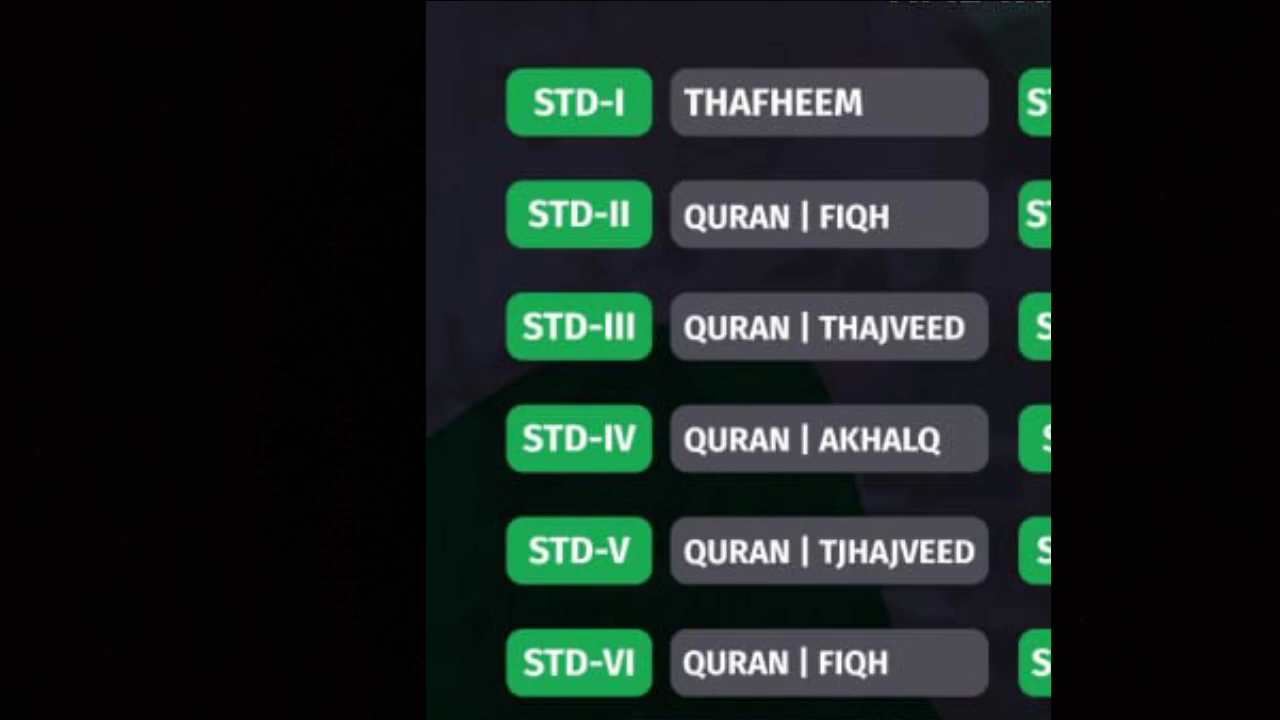 STD-I THAFHEEM
STD-II QURAN | FIQH
STD-III QURAN | THAJVEED
STD-IV QURAN | AKHALQ
STD-V QURAN | TJHAJVEED
STD-VI QURAN | FIQH